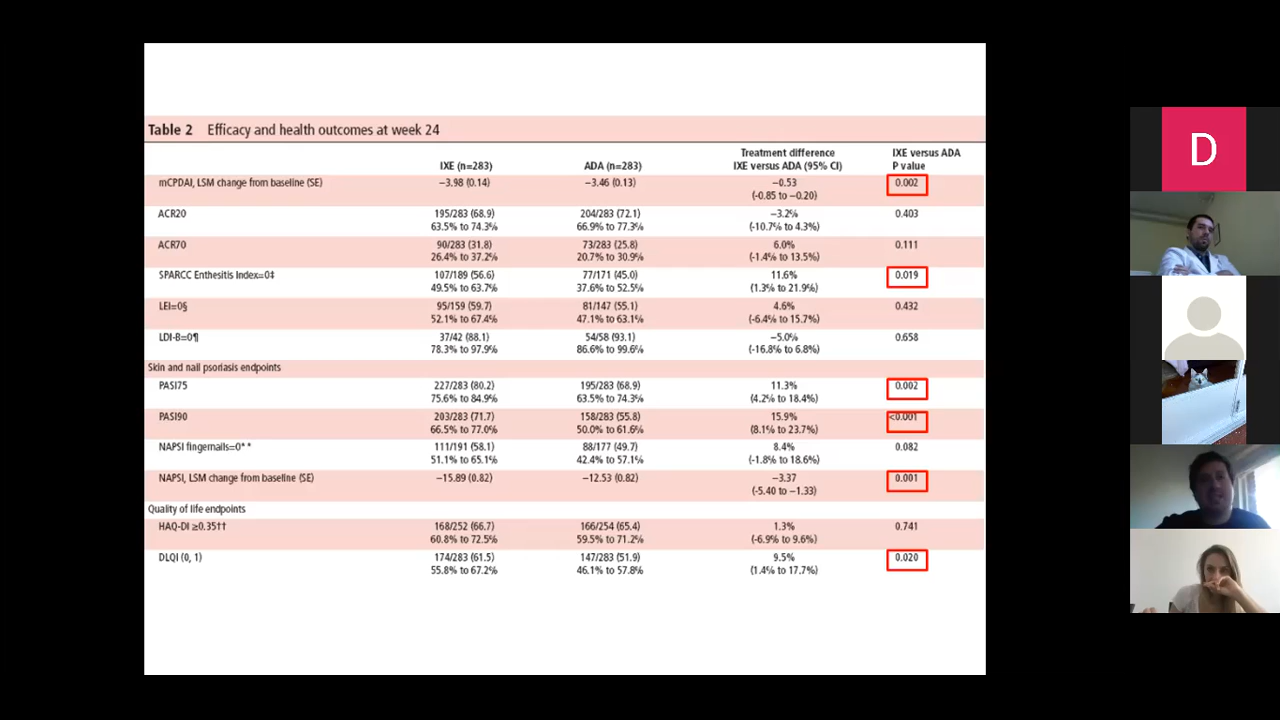 Table 2 Efficacy and health outcomes at week 24
IXE (n=283) ADA (n=283) Treatment difference IXE versus ADA (95% CI) IXE versus ADA P value
mCPDAI, LSM change from baseline (SE) −3.98 (0.14) −3.46 (0.13) −0.53 0.002
(-0.85 to −0.20)
ACR20 195/283 (68.9) 204/283 (72.1) −3.2% 0.403
63.5% to 74.3% 66.9% to 77.3% (-10.7% to 4.3%)
ACR70 90/283 (31.8) 73/283 (25.8) 6.0% 0.111
26.4% to 37.2% 20.7% to 30.9% (-1.4% to 13.5%)
SPARCC Enthesitis Index=0‡ 107/189 (56.6) 77/171 (45.0) 11.6% 0.019
49.5% to 63.7% 37.6% to 52.5% (1.3% to 21.9%)
LEI=0§ 95/159 (59.7) 81/147 (55.1) 4.6% 0.432
52.1% to 67.4% 47.1% to 63.1% (-6.4% to 15.7%)
LDI-B=0¶ 37/42 (88.1) 54/58 (93.1) −5.0% 0.658
78.3% to 97.9% 86.6% to 99.6% (-16.8% to 6.8%)
Skin and nail psoriasis endpoints
PASI75 227/283 (80.2) 195/283 (68.9) 11.3% 0.002
75.6% to 84.9% 63.5% to 74.3% (4.2% to 18.4%)
PASI90 203/283 (71.7) 158/283 (55.8) 15.9% <0.001
66.5% to 77.0% 50.0% to 61.6% (8.1% to 23.7%)
NAPSI fingernails=0** 111/191 (58.1) 88/177 (49.7) 8.4% 0.082
51.1% to 65.1% 42.4% to 57.1% (-1.8% to 18.6%)
NAPSI, LSM change from baseline (SE) −15.89 (0.82) −12.53 (0.82) −3.37 0.001
(-5.40 to −1.33)
Quality of life endpoints
HAQ-DI ≥0.35†† 168/252 (66.7) 166/254 (65.4) 1.3% 0.741
60.8% to 72.5% 59.5% to 71.2% (-6.9% to 9.6%)
DLQI (0, 1) 174/283 (61.5) 147/283 (51.9) 9.5% 0.020
55.8% to 67.2% 46.1% to 57.8% (1.4% to 17.7%)
D